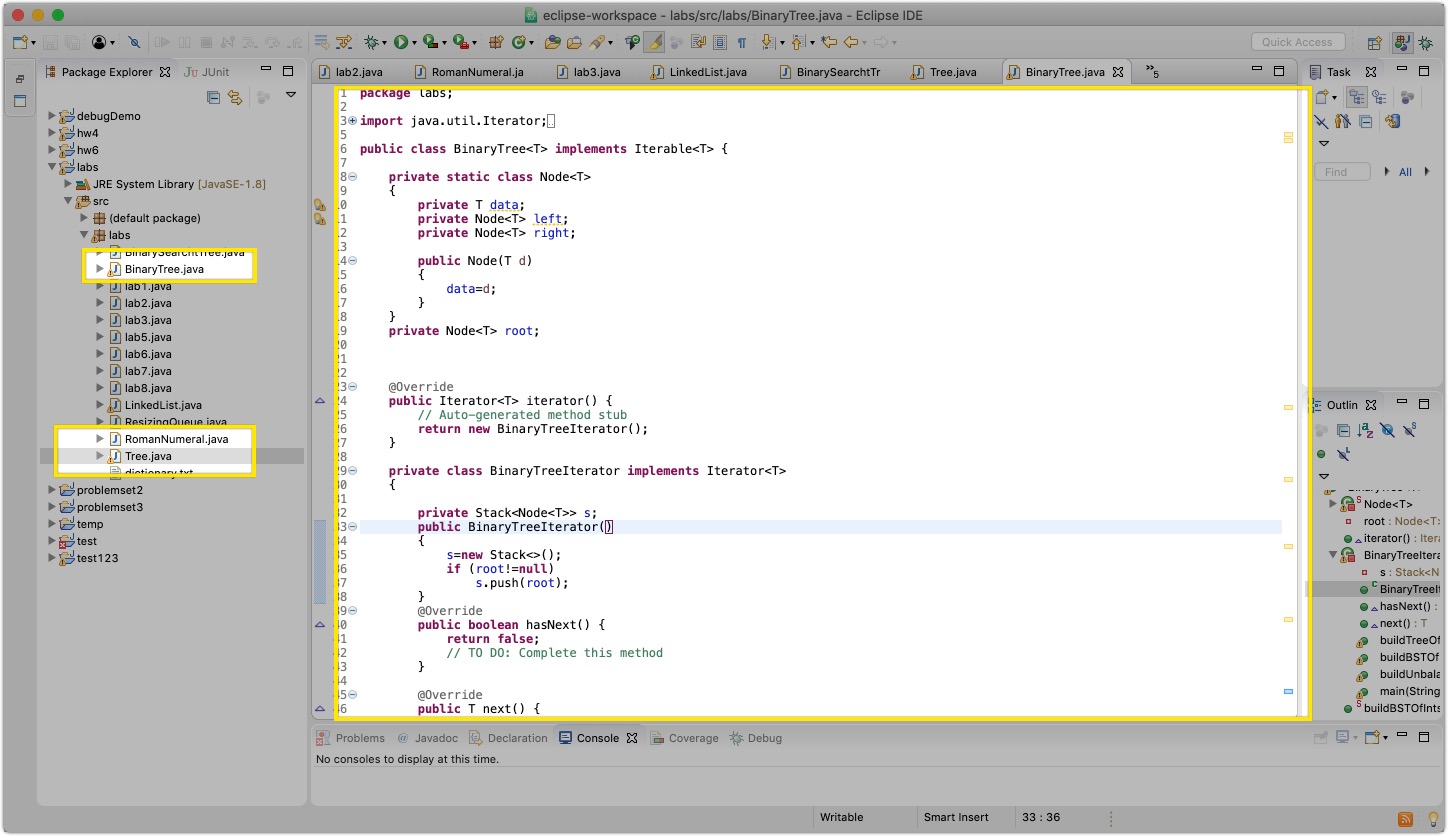 eclipse-workspace - labs/src/labs/BinaryTree.java - Eclipse IDE
Quick Access
Package Explorer
JUnit
lab2.java
RomanNumeral.ja
lab3.java
LinkedList.java
BinarySearchtTr
Tree.java
BinaryTree.java
5
Task
debugDemo
hw4
hw6
labs
JRE System Library [JavaSE-1.8]
src
(default package)
labs
BinarySearchtTree.java
BinaryTree.java
lab1.java
lab2.java
lab3.java
lab5.java
lab6.java
lab7.java
lab8.java
LinkedList.java
ResizingQueue.java
RomanNumeral.java
Tree.java
dictionary.txt
problemset2
problemset3
temp
test
test123
1 package labs;
2
3 import java.util.Iterator;
5
6 public class BinaryTree<T> implements Iterable<T> {
7
8 private static class Node<T>
9 {
10 private T data;
11 private Node<T> left;
12 private Node<T> right;
13
14 public Node(T d)
15 {
16 data=d;
17 }
18 }
19 private Node<T> root;
20
21
22
23 @Override
24 public Iterator<T> iterator() {
25 // Auto-generated method stub
26 return new BinaryTreeIterator();
27 }
28
29 private class BinaryTreeIterator implements Iterator<T>
30 {
31
32 private Stack<Node<T>> s;
33 public BinaryTreeIterator()
34 {
35 s=new Stack<>();
36 if (root!=null)
37 s.push(root);
38 }
39 @Override
40 public boolean hasNext() {
41 return false;
42 // TO DO: Complete this method
43 }
44
45 @Override
46 public T next() {
Find
All
Outlin
Node<T>
root : Node<T>
iterator() : Itera
BinaryTreeItera
s : Stack<N
BinaryTreeIt
hasNext() :
next() : T
buildTreeOf
buildBSTOf
buildUnbala
main(String
buildBSTOfInts
Problems
@ Javadoc
Declaration
Console
Coverage
Debug
No consoles to display at this time.
Writable
Smart Insert
33 : 36